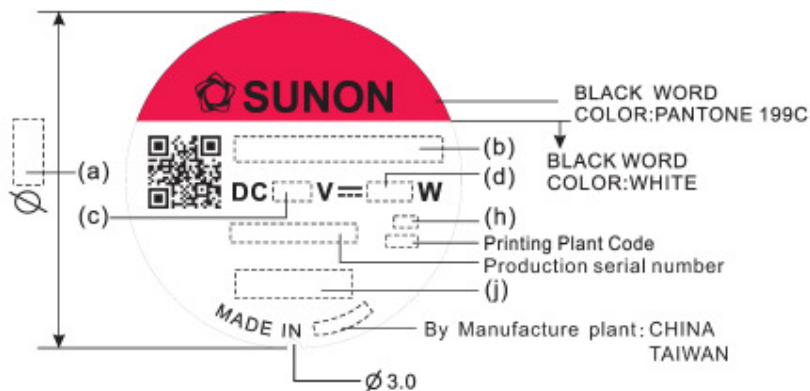 SUNON
BLACK WORD
COLOR:PANTONE 199C
(a)
(b)
BLACK WORD
COLOR:WHITE
DC V W
(d)
(c)
(h)
Printing Plant Code
Production serial number
(j)
MADE IN
By Manufacture plant: CHINA
TAIWAN
Ø
Ø 3.0